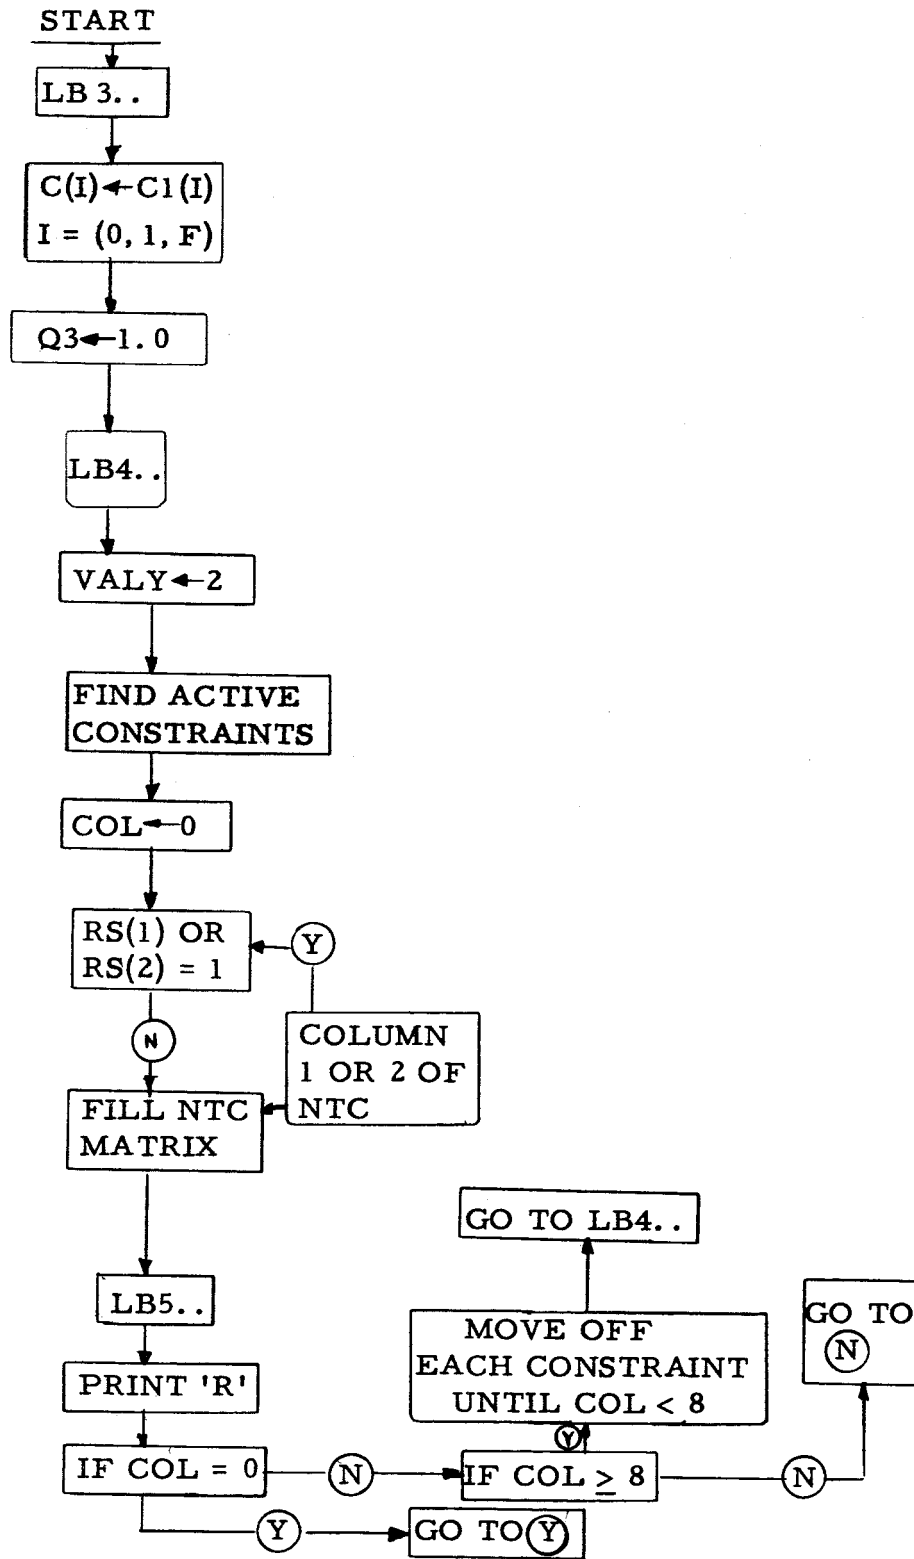 START
LB 3..
C(I)←C1(I)
I = (0, 1, F)
Q3←1.0
LB4..
VALY←2
FIND ACTIVE
CONSTRAINTS
COL←0
RS(1) OR
RS(2) = 1
Y
N
COLUMN
1 OR 2 OF
NTC
FILL NTC
MATRIX
GO TO LB4..
LB5..
MOVE OFF
EACH CONSTRAINT
UNTIL COL < 8
GO TO
N
PRINT 'R'
Y
IF COL = 0
N
IF COL ≥ 8
N
Y
GO TO Y